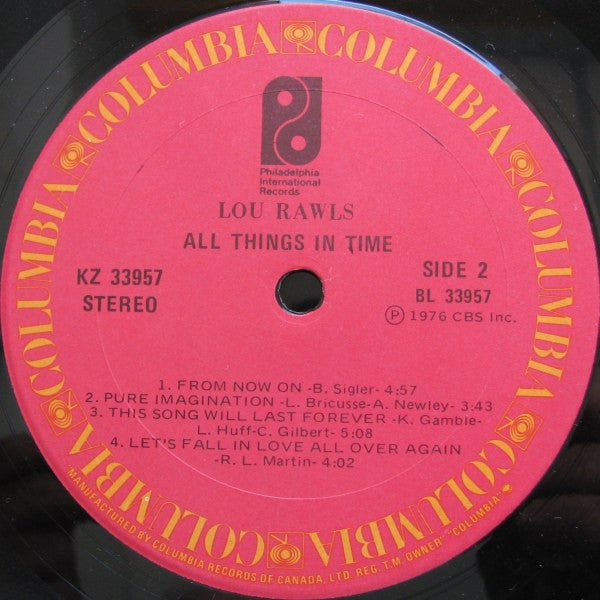 COLUMBIA COLUMBIA COLUMBIA COLUMBIA COLUMBIA COLUMBIA COLUMBIA COLUMBIA
Philadelphia
International
Records
LOU RAWLS
ALL THINGS IN TIME
KZ 33957
STEREO
SIDE 2
BL 33957
Ⓟ 1976 CBS Inc.
1. FROM NOW ON -B. Sigler- 4:57
2. PURE IMAGINATION -L. Bricusse-A. Newley- 3:43
3. THIS SONG WILL LAST FOREVER -K. Gamble-
L. Huff-C. Gilbert- 5:08
4. LET'S FALL IN LOVE ALL OVER AGAIN
-R. L. Martin- 4:02
MANUFACTURED BY COLUMBIA RECORDS OF CANADA, LTD. REG. T.M. OWNER "COLUMBIA"